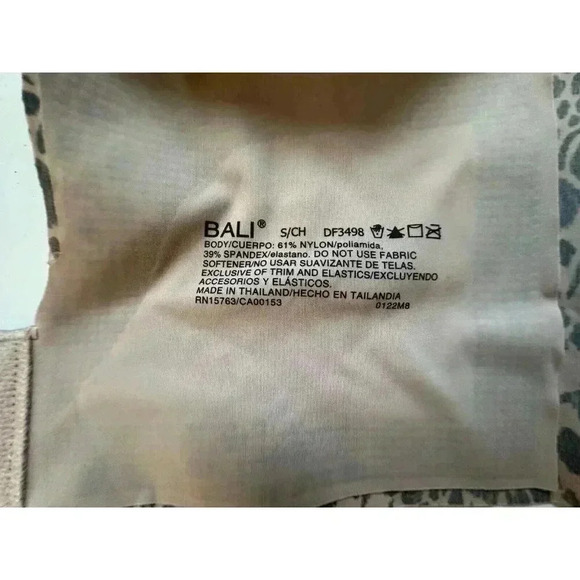 BALI® S/CH DF3498
BODY/CUERPO: 61% NYLON/poliamida,
39% SPANDEX/elastano. DO NOT USE FABRIC
SOFTENER/NO USAR SUAVIZANTE DE TELAS.
EXCLUSIVE OF TRIM AND ELASTICS/EXCLUYENDO
ACCESORIOS Y ELÁSTICOS.
MADE IN THAILAND/HECHO EN TAILANDIA
RN15763/CA00153 0122M8